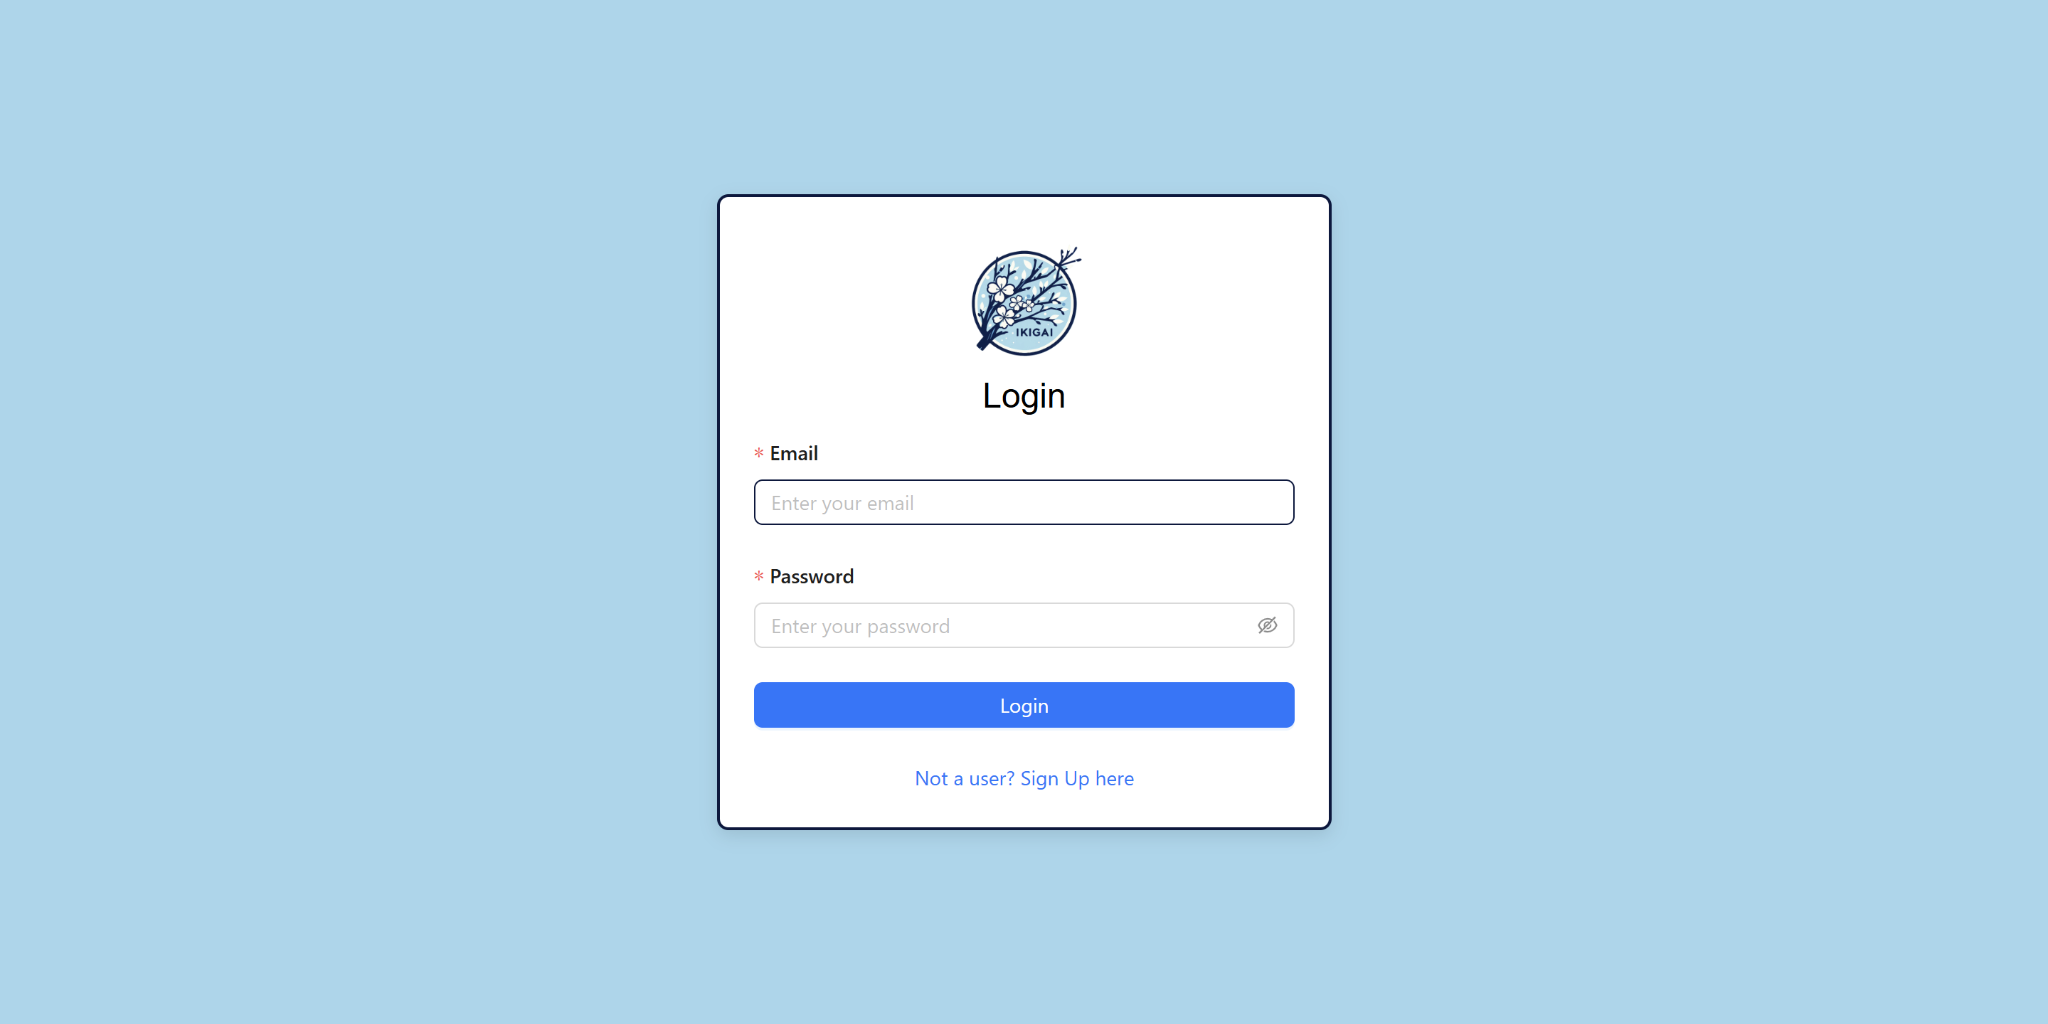 IKIGAI
Login
* Email
Enter your email
* Password
Enter your password
Login
Not a user? Sign Up here